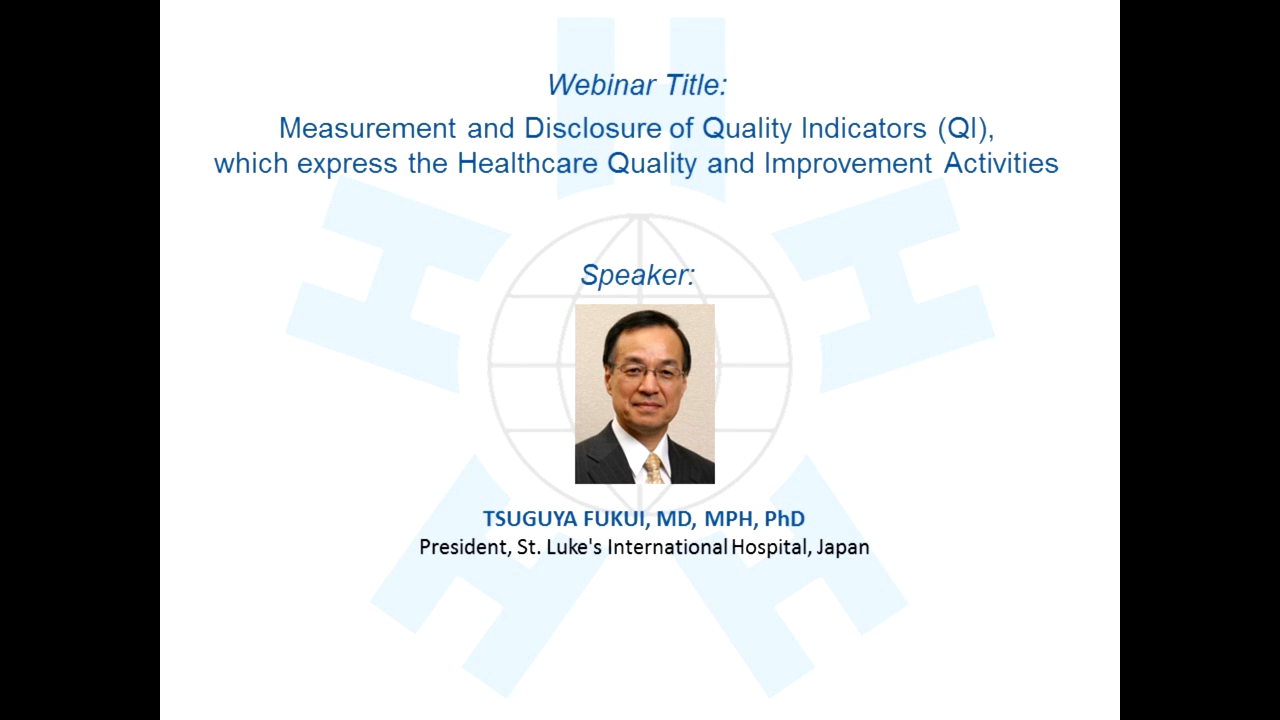 Webinar Title:
Measurement and Disclosure of Quality Indicators (QI),
which express the Healthcare Quality and Improvement Activities
Speaker:
TSUGUYA FUKUI, MD, MPH, PhD
President, St. Luke's International Hospital, Japan